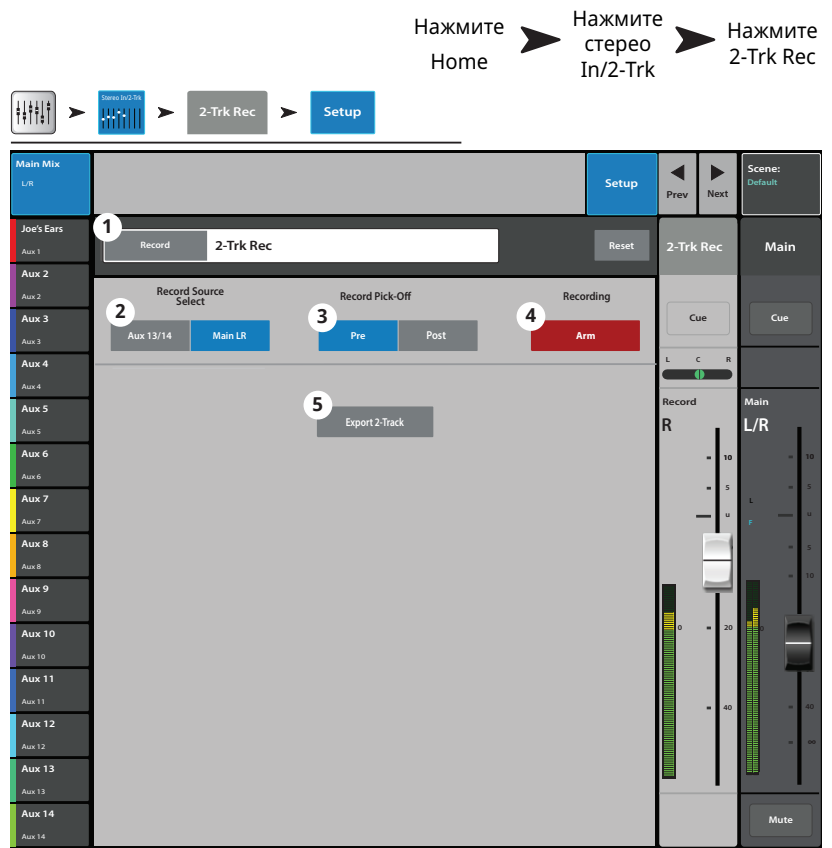 Нажмите
Home
Нажмите
стерео
In/2-Trk
Нажмите
2-Trk Rec
Stereo In/2-Trk
2-Trk Rec
Setup
Main Mix
L/R
Setup
Prev
Next
Scene:
Default
Joe's Ears
Aux 1
Aux 2
Aux 2
Aux 3
Aux 3
Aux 4
Aux 4
Aux 5
Aux 5
Aux 6
Aux 6
Aux 7
Aux 7
Aux 8
Aux 8
Aux 9
Aux 9
Aux 10
Aux 10
Aux 11
Aux 11
Aux 12
Aux 12
Aux 13
Aux 13
Aux 14
Aux 14
1
Record
2-Trk Rec
Reset
Record Source
Select
2
Aux 13/14
Main LR
Record Pick-Off
3
Pre
Post
Recording
4
Arm
5
Export 2-Track
2-Trk Rec
Cue
L C R
Record
R
10
5
u
5
10
0
20
40
Main
Cue
Main
L/R
10
5
L
u
F
5
10
0
40
∞
Mute